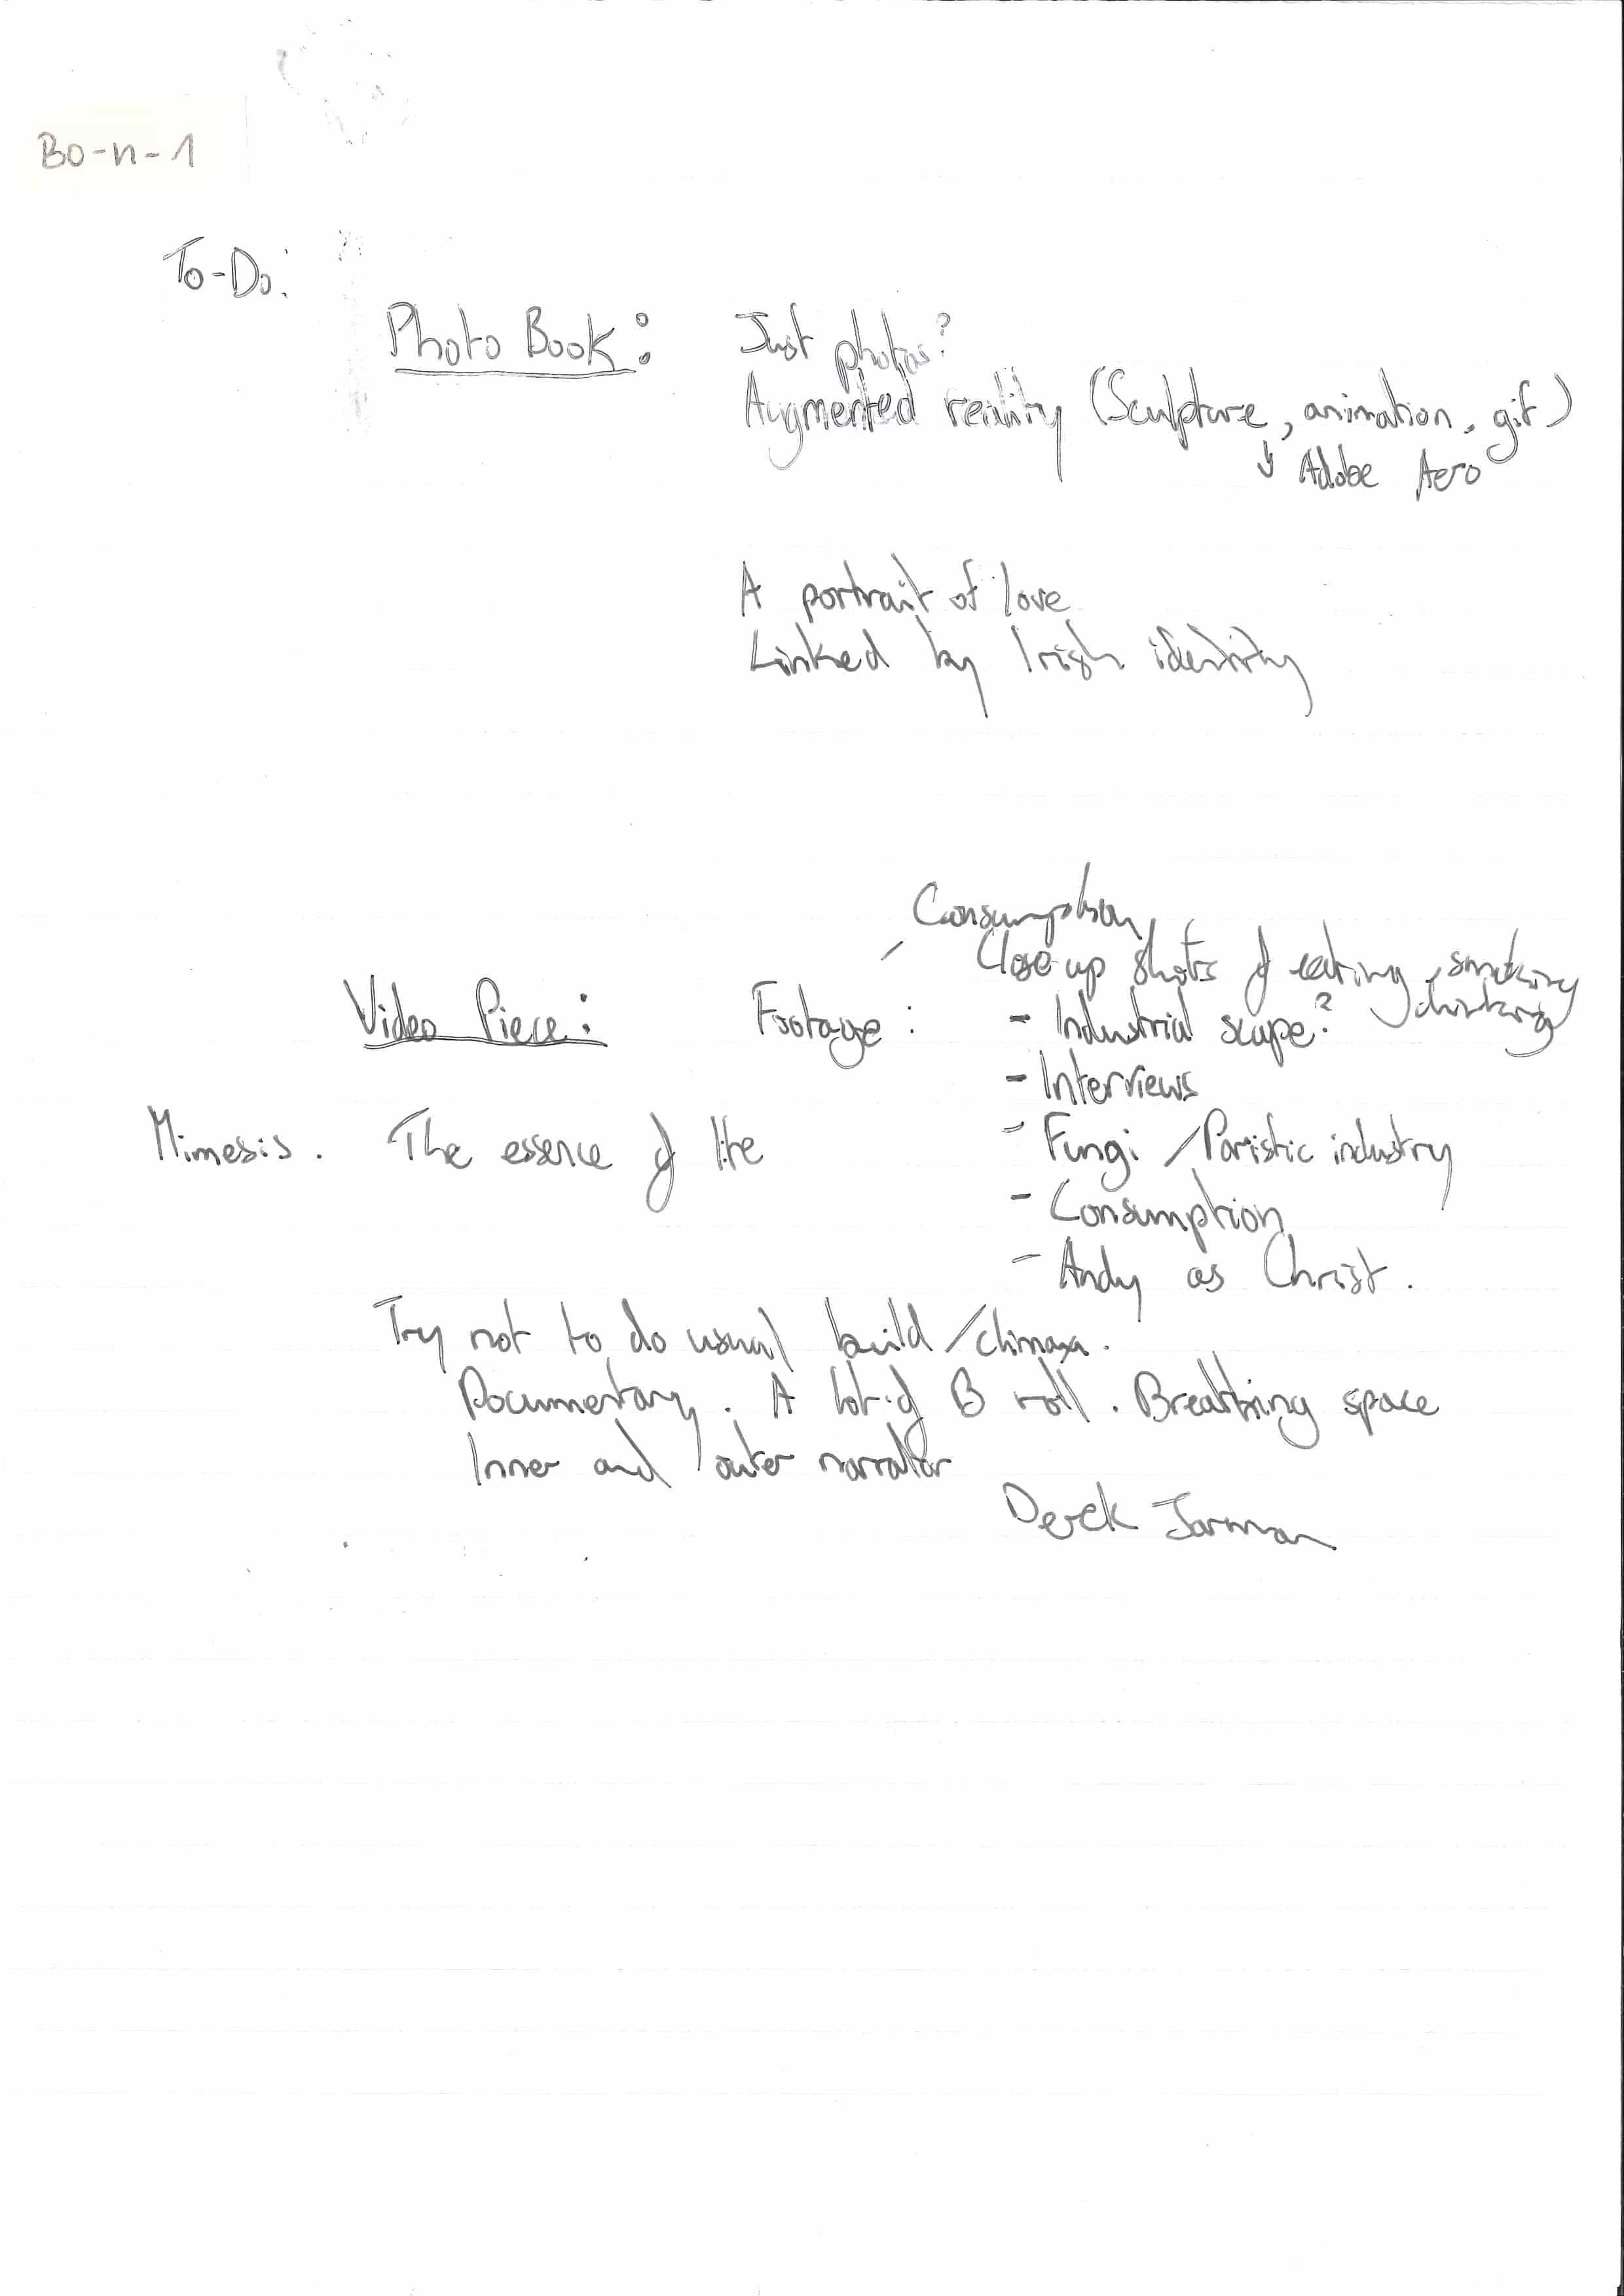 Bo-n-1
To-Do:
Photo Book: Just photos?
Augmented reality (Sculpture, animation, gif)
↓ Adobe Aero
A portrait of love
Linked by Irish identity
Consumption
Close up shots of eating, smoking
drinking
Video Piece: Footage: - Industrial scape?
- Interviews
Mimesis. The essence of life - Fungi / Paristic industry
- Consumption
- Andy as Christ.
Try not to do usual build/climax.
Documentary. A lot of B roll. Breathing space
Inner and outer narrator
Derek Jarman